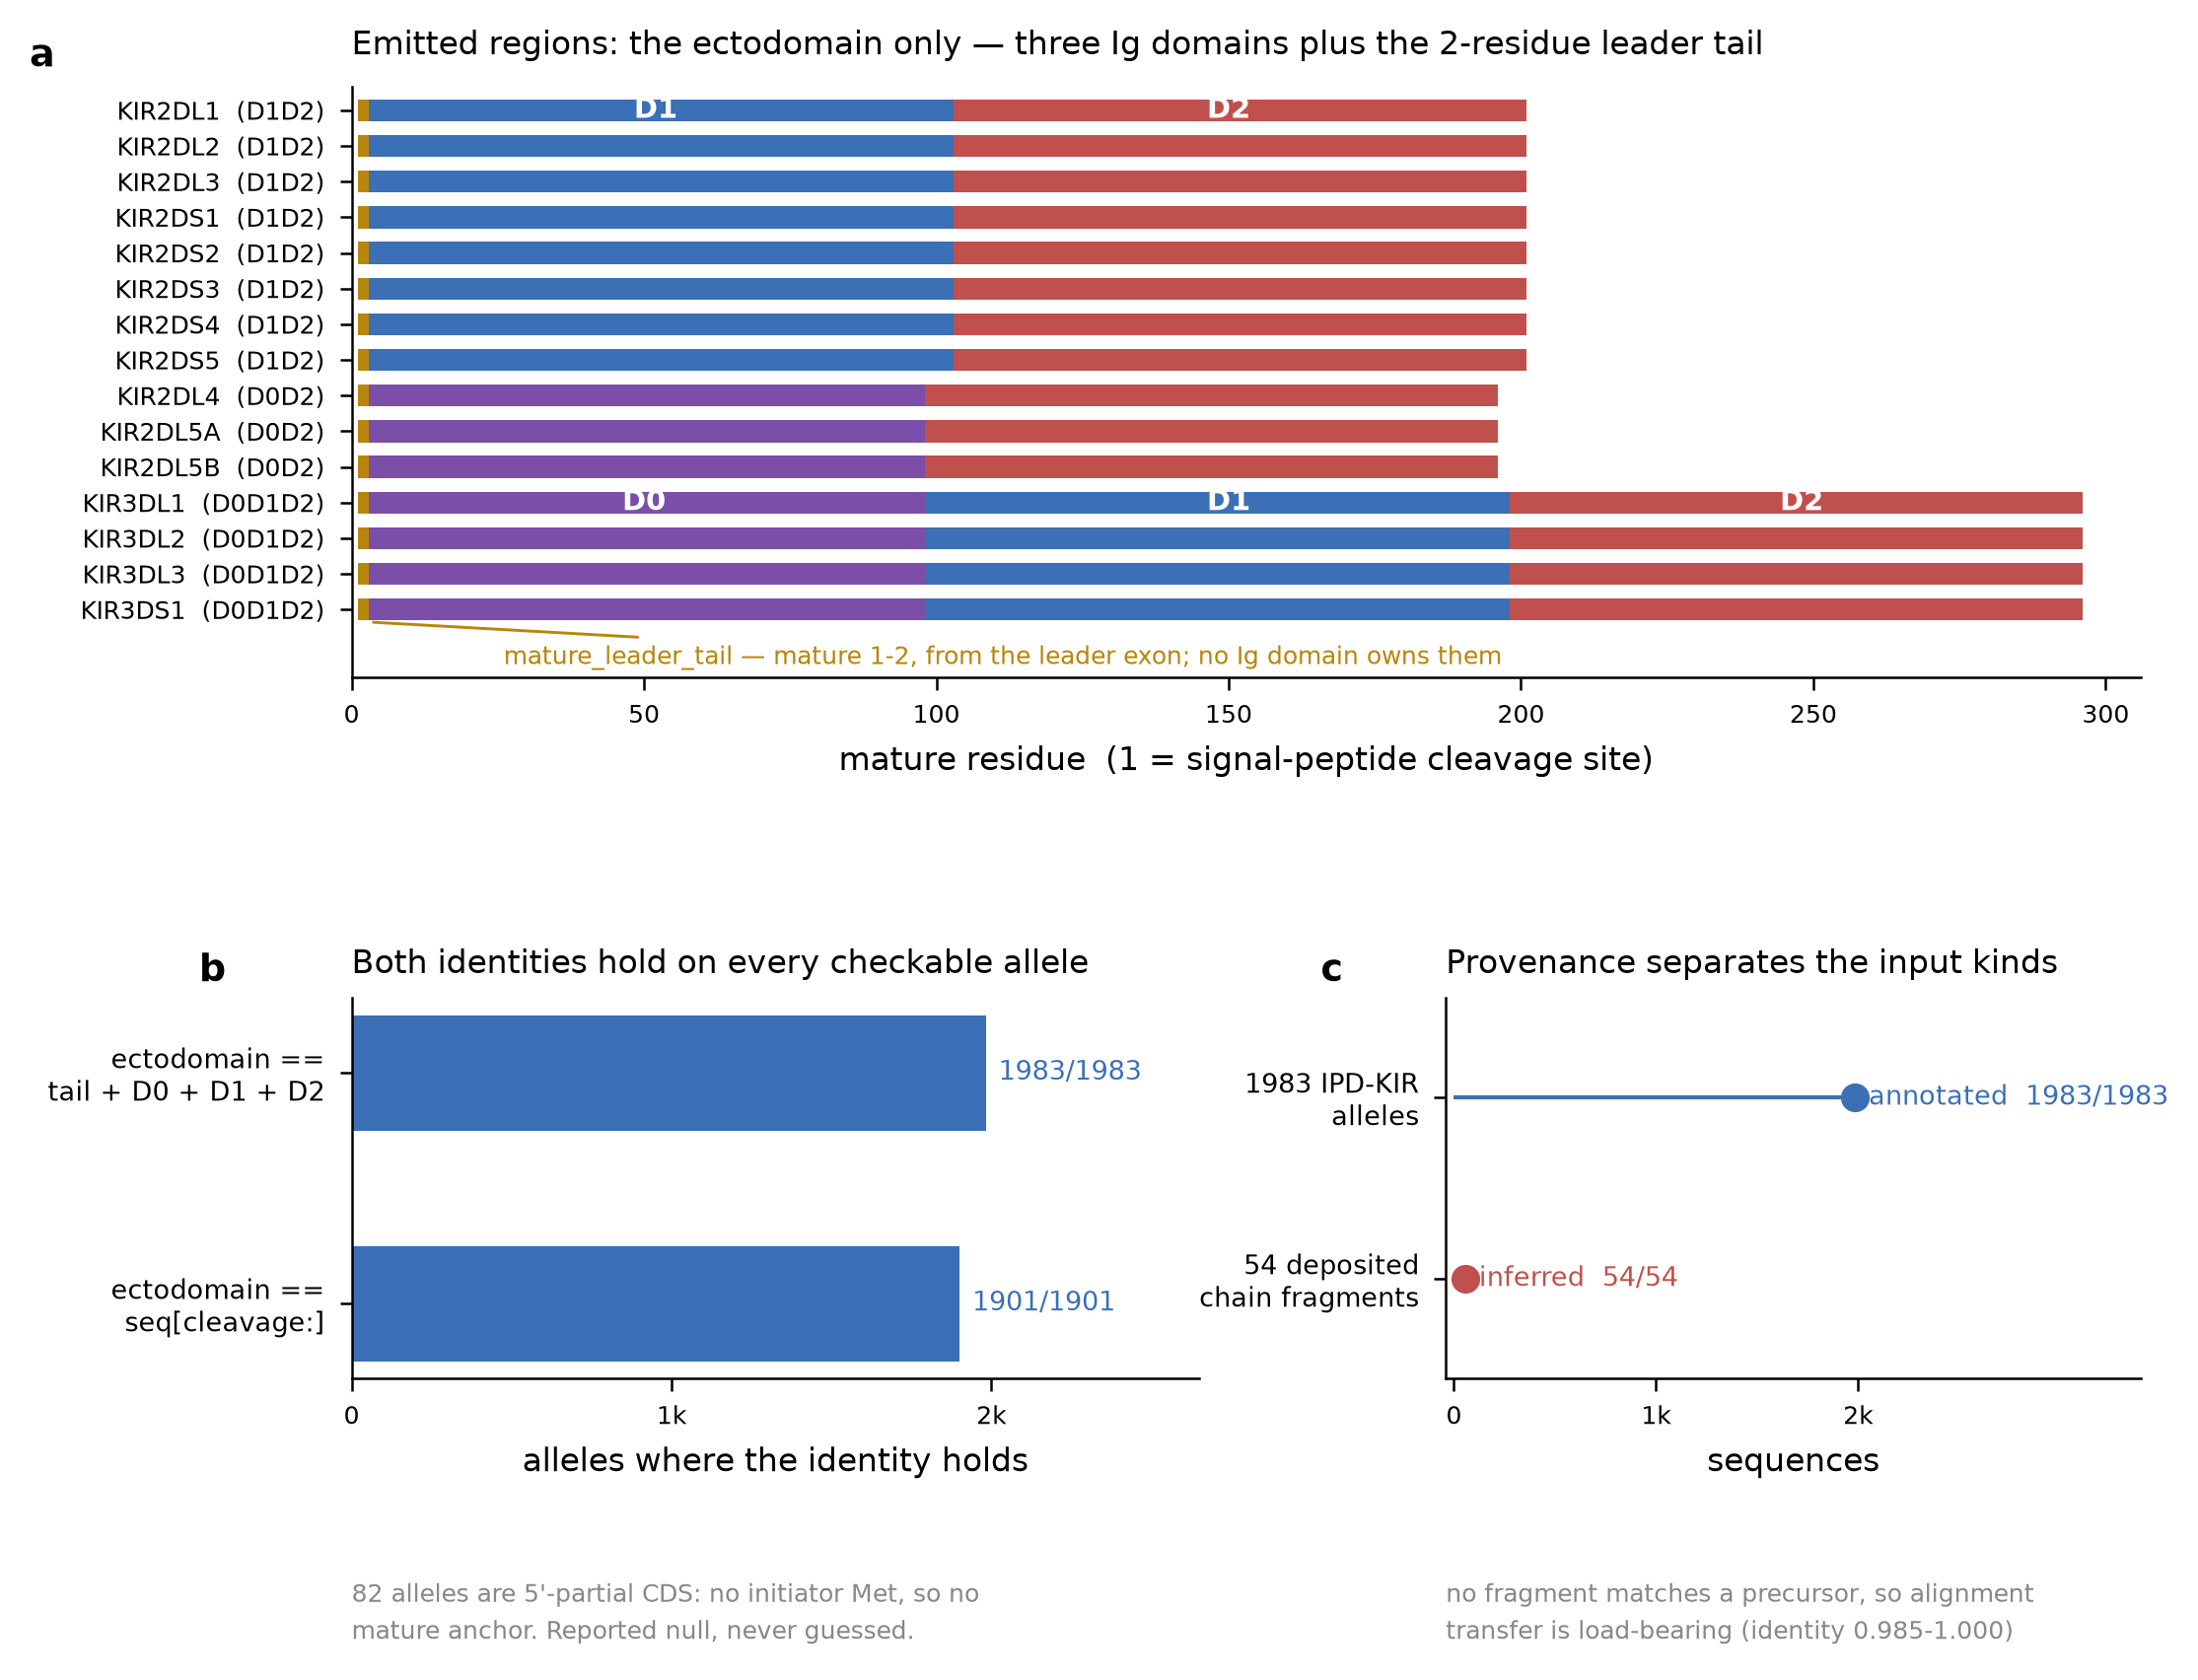 a
Emitted regions: the ectodomain only — three Ig domains plus the 2-residue leader tail
KIR2DL1 (D1D2)
D1
D2
KIR2DL2 (D1D2)
KIR2DL3 (D1D2)
KIR2DS1 (D1D2)
KIR2DS2 (D1D2)
KIR2DS3 (D1D2)
KIR2DS4 (D1D2)
KIR2DS5 (D1D2)
KIR2DL4 (D0D2)
KIR2DL5A (D0D2)
KIR2DL5B (D0D2)
KIR3DL1 (D0D1D2)
D0
D1
D2
KIR3DL2 (D0D1D2)
KIR3DL3 (D0D1D2)
KIR3DS1 (D0D1D2)
mature_leader_tail — mature 1-2, from the leader exon; no Ig domain owns them
0 50 100 150 200 250 300
mature residue (1 = signal-peptide cleavage site)
b
Both identities hold on every checkable allele
ectodomain ==
tail + D0 + D1 + D2
1983/1983
ectodomain ==
seq[cleavage:]
1901/1901
0 1k 2k
alleles where the identity holds
82 alleles are 5'-partial CDS: no initiator Met, so no
mature anchor. Reported null, never guessed.
c
Provenance separates the input kinds
1983 IPD-KIR
alleles
annotated 1983/1983
54 deposited
chain fragments
inferred 54/54
0 1k 2k
sequences
no fragment matches a precursor, so alignment
transfer is load-bearing (identity 0.985-1.000)